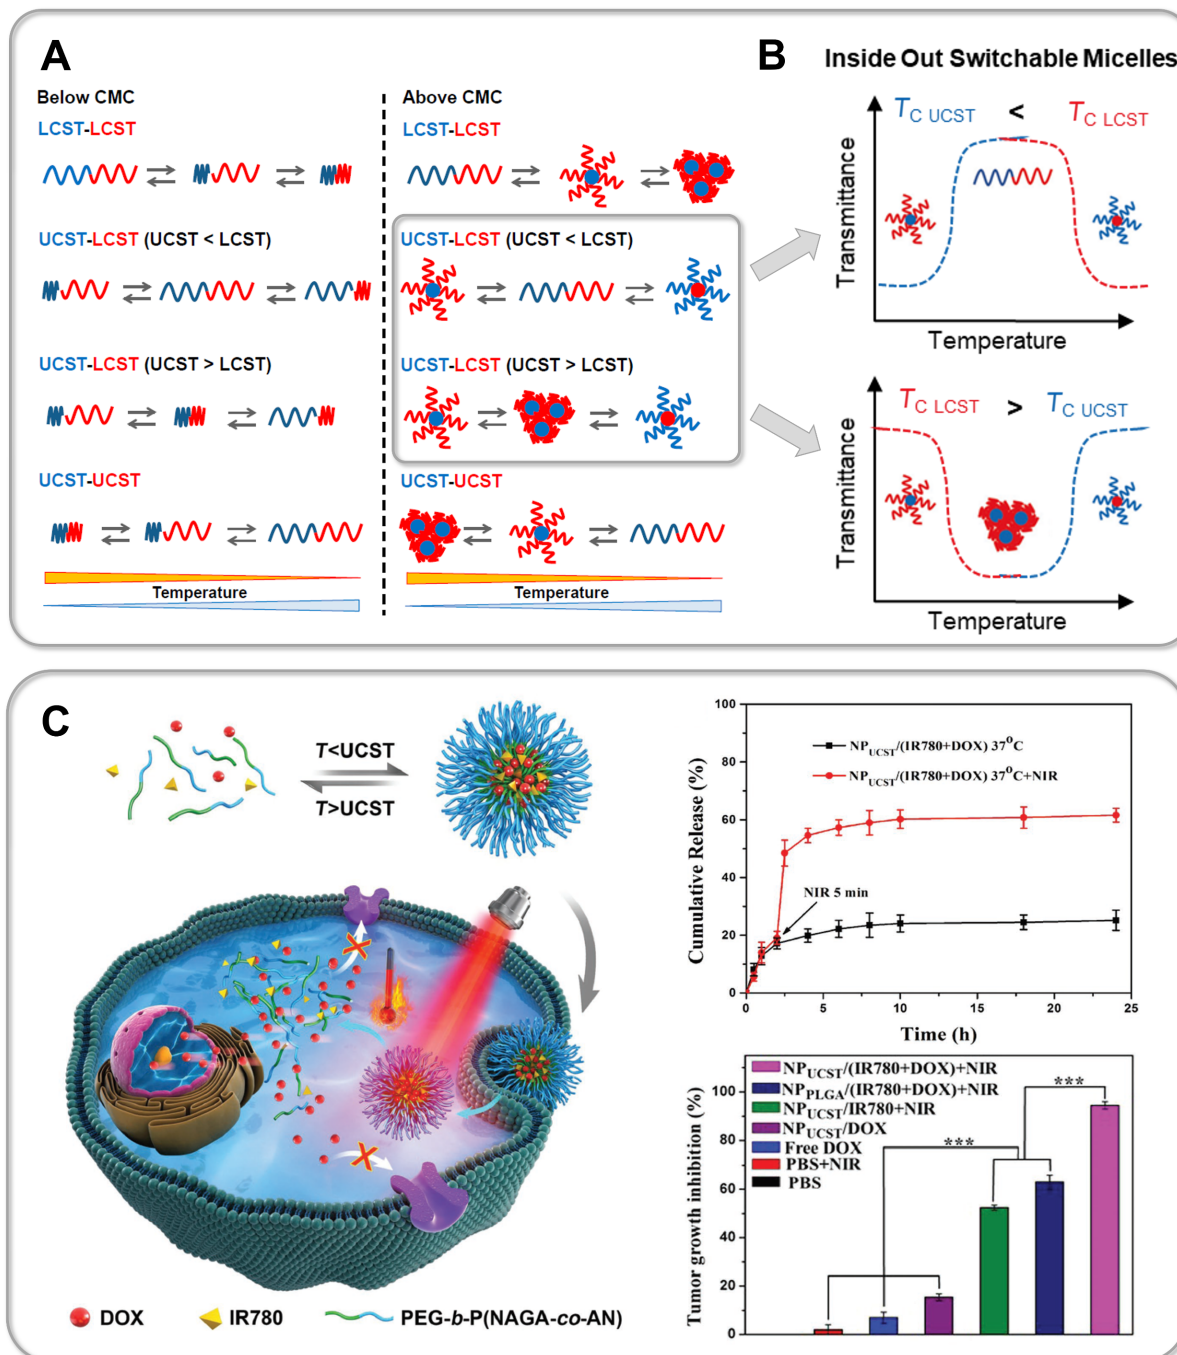 A
Below CMC
LCST-LCST
UCST-LCST (UCST < LCST)
UCST-LCST (UCST > LCST)
UCST-UCST
Temperature
Above CMC
LCST-LCST
UCST-LCST (UCST < LCST)
UCST-LCST (UCST > LCST)
UCST-UCST
Temperature
B
Inside Out Switchable Micelles
TC UCST < TC LCST
Transmittance
Temperature
TC LCST > TC UCST
Transmittance
Temperature
C
T<UCST
T>UCST
DOX
IR780
PEG-b-P(NAGA-co-AN)
100
80
60
40
20
0
Cumulative Release (%)
NPUCST/(IR780+DOX) 37°C
NPUCST/(IR780+DOX) 37°C+NIR
NIR 5 min
0 5 10 15 20 25
Time (h)
Tumor growth inhibition (%)
100
80
60
40
20
0
NPUCST/(IR780+DOX)+NIR
NPPLGA/(IR780+DOX)+NIR
NPUCST/IR780+NIR
NPUCST/DOX
Free DOX
PBS+NIR
PBS
***
***